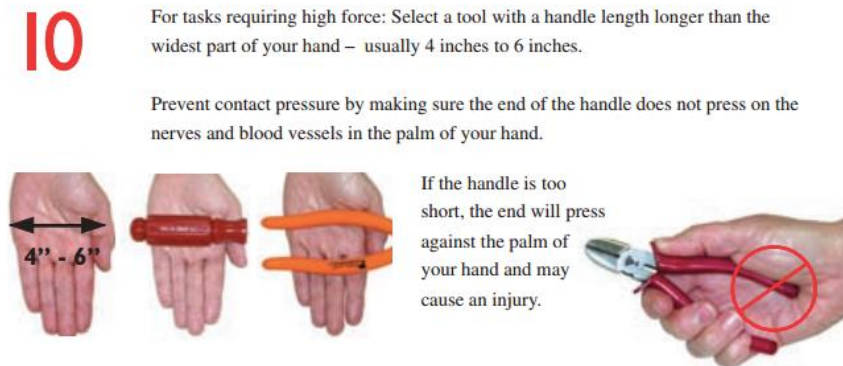 10
For tasks requiring high force: Select a tool with a handle length longer than the
widest part of your hand – usually 4 inches to 6 inches.
Prevent contact pressure by making sure the end of the handle does not press on the
nerves and blood vessels in the palm of your hand.
4” - 6”
If the handle is too
short, the end will press
against the palm of
your hand and may
cause an injury.